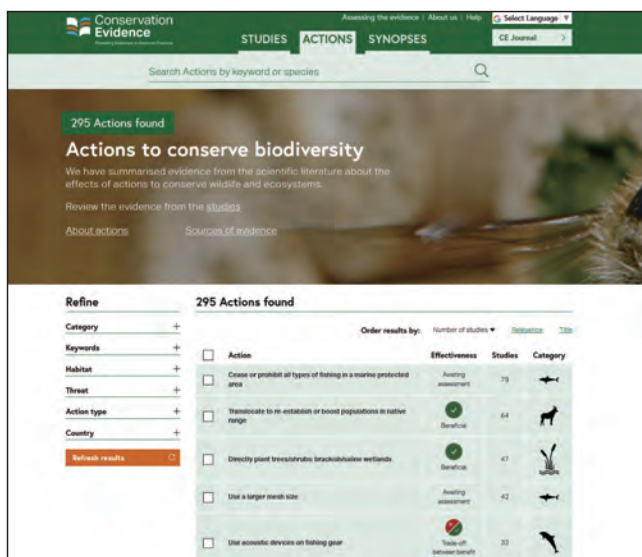 Conservation
Evidence
Providing Evidence to Improve Practice
Assessing the evidence | About us | Help
Select Language ▼
STUDIES ACTIONS SYNOPSES
CE Journal >
Search Actions by keyword or species
295 Actions found
Actions to conserve biodiversity
We have summarised evidence from the scientific literature about the
effects of actions to conserve wildlife and ecosystems.
Review the evidence from the studies
About actions Sources of evidence
Refine
Category +
Keywords +
Habitat +
Threat +
Action type +
Country +
Refresh results
295 Actions found
Order results by: Number of studies ▼ Relevance Title
Action Effectiveness Studies Category
Cease or prohibit all types of fishing in a marine protected
area
Awaiting
assessment
79
Translocate to re-establish or boost populations in native
range
Beneficial
64
Directly plant trees/shrubs: brackish/saline wetlands
Beneficial
47
Use a larger mesh size
Awaiting
assessment
42
Use acoustic devices on fishing gear
Trade-off
between benefit
33